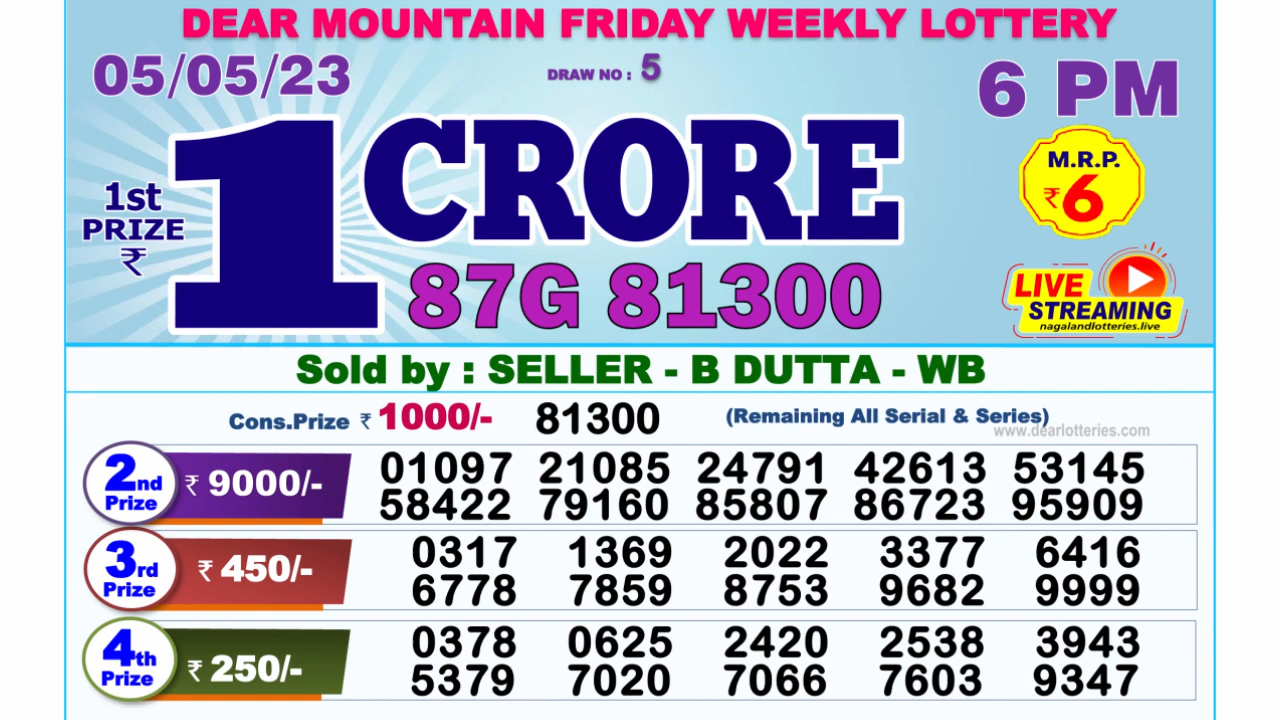 DEAR MOUNTAIN FRIDAY WEEKLY LOTTERY
05/05/23
DRAW NO : 5
6 PM
1st
PRIZE
₹
1 CRORE
87G 81300
M.R.P.
₹6
LIVE
STREAMING
nagalandlotteries.live
Sold by : SELLER - B DUTTA - WB
Cons.Prize ₹ 1000/- 81300 (Remaining All Serial & Series)
www.dearlotteries.com
2nd
Prize
₹ 9000/-
01097 21085 24791 42613 53145
58422 79160 85807 86723 95909
3rd
Prize
₹ 450/-
0317 1369 2022 3377 6416
6778 7859 8753 9682 9999
4th
Prize
₹ 250/-
0378 0625 2420 2538 3943
5379 7020 7066 7603 9347